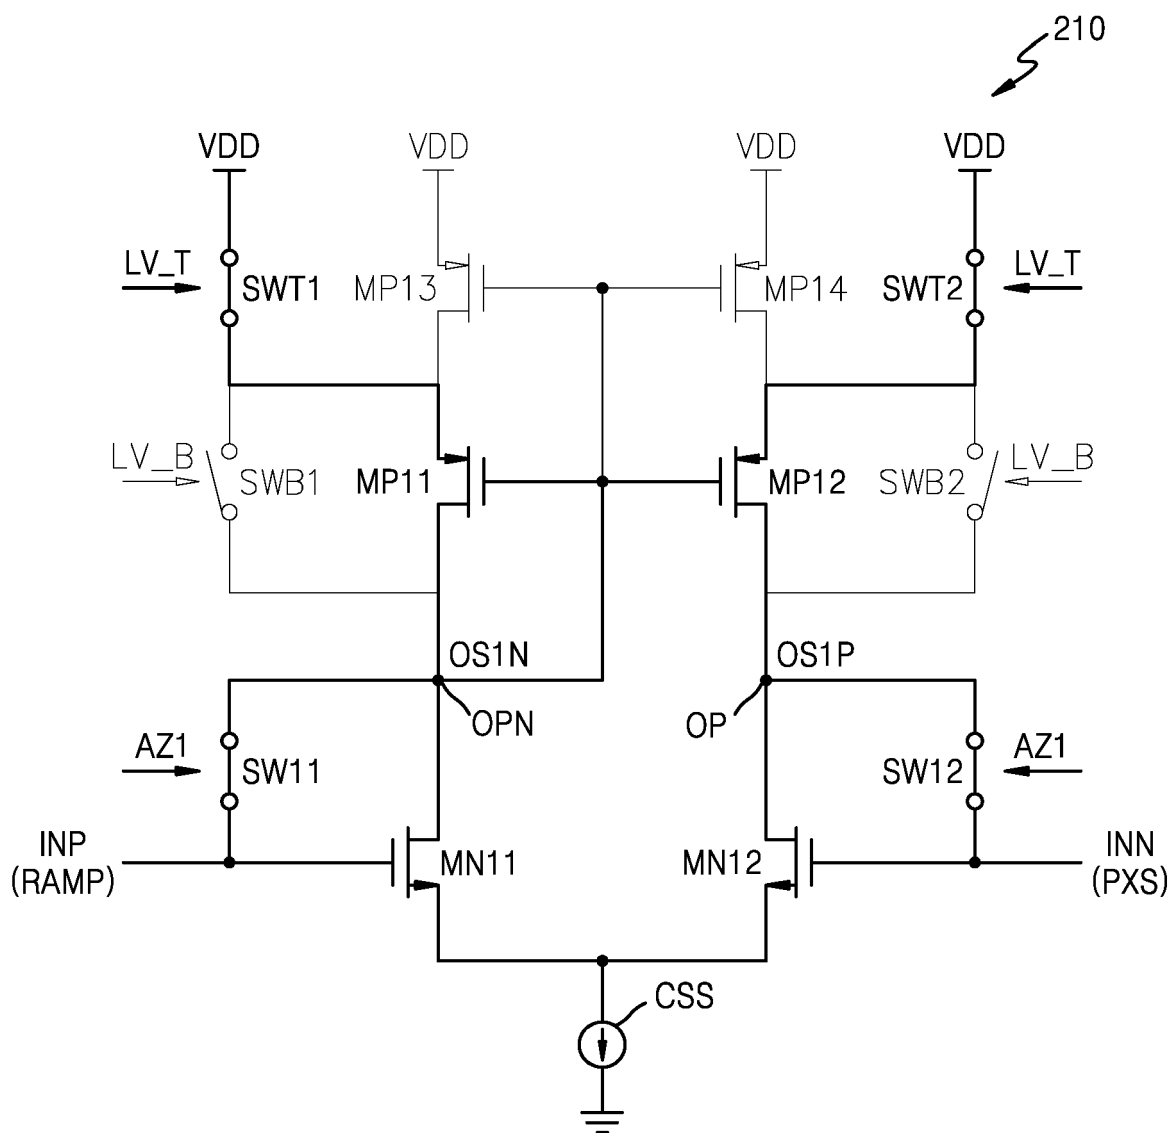 210
VDD VDD VDD VDD
LV_T SWT1 MP13 MP14 SWT2 LV_T
LV_B SWB1 MP11 MP12 SWB2 LV_B
OS1N OS1P
OPN OP
AZ1 SW11 SW12 AZ1
INP MN11 MN12 INN
(RAMP) (PXS)
CSS